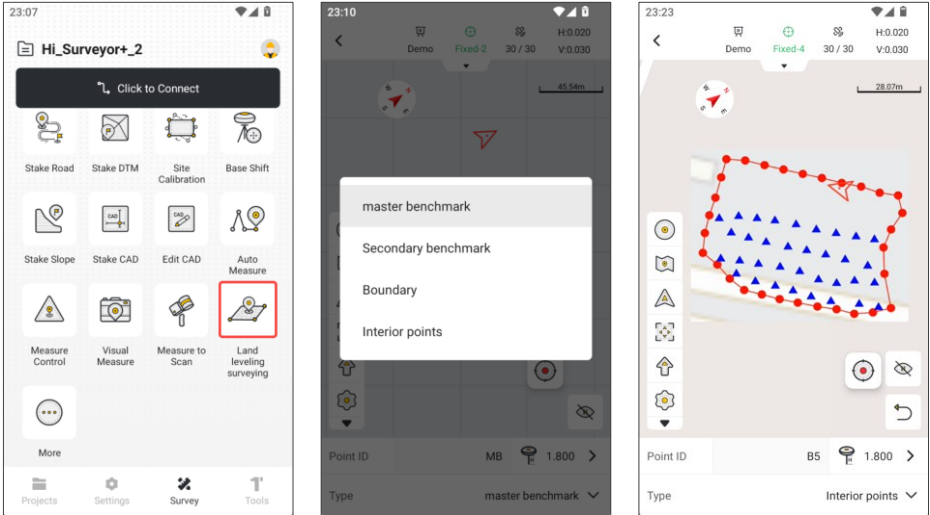 23:07
Hi_Surveyor+_2
Click to Connect
Stake Road
Stake DTM
Site
Calibration
Base Shift
CAD
CAD
Stake Slope
Stake CAD
Edit CAD
Auto
Measure
Measure
Control
Visual
Measure
Measure to
Scan
Land
leveling
surveying
More
Projects
Settings
Survey
Tools
23:10
Demo
Fixed-2
30 / 30
H:0.020
V:0.030
45.54m
master benchmark
Secondary benchmark
Boundary
Interior points
Point ID
MB
1.800
Type
master benchmark
23:23
Demo
Fixed-4
30 / 30
H:0.020
V:0.030
28.07m
Point ID
B5
1.800
Type
Interior points